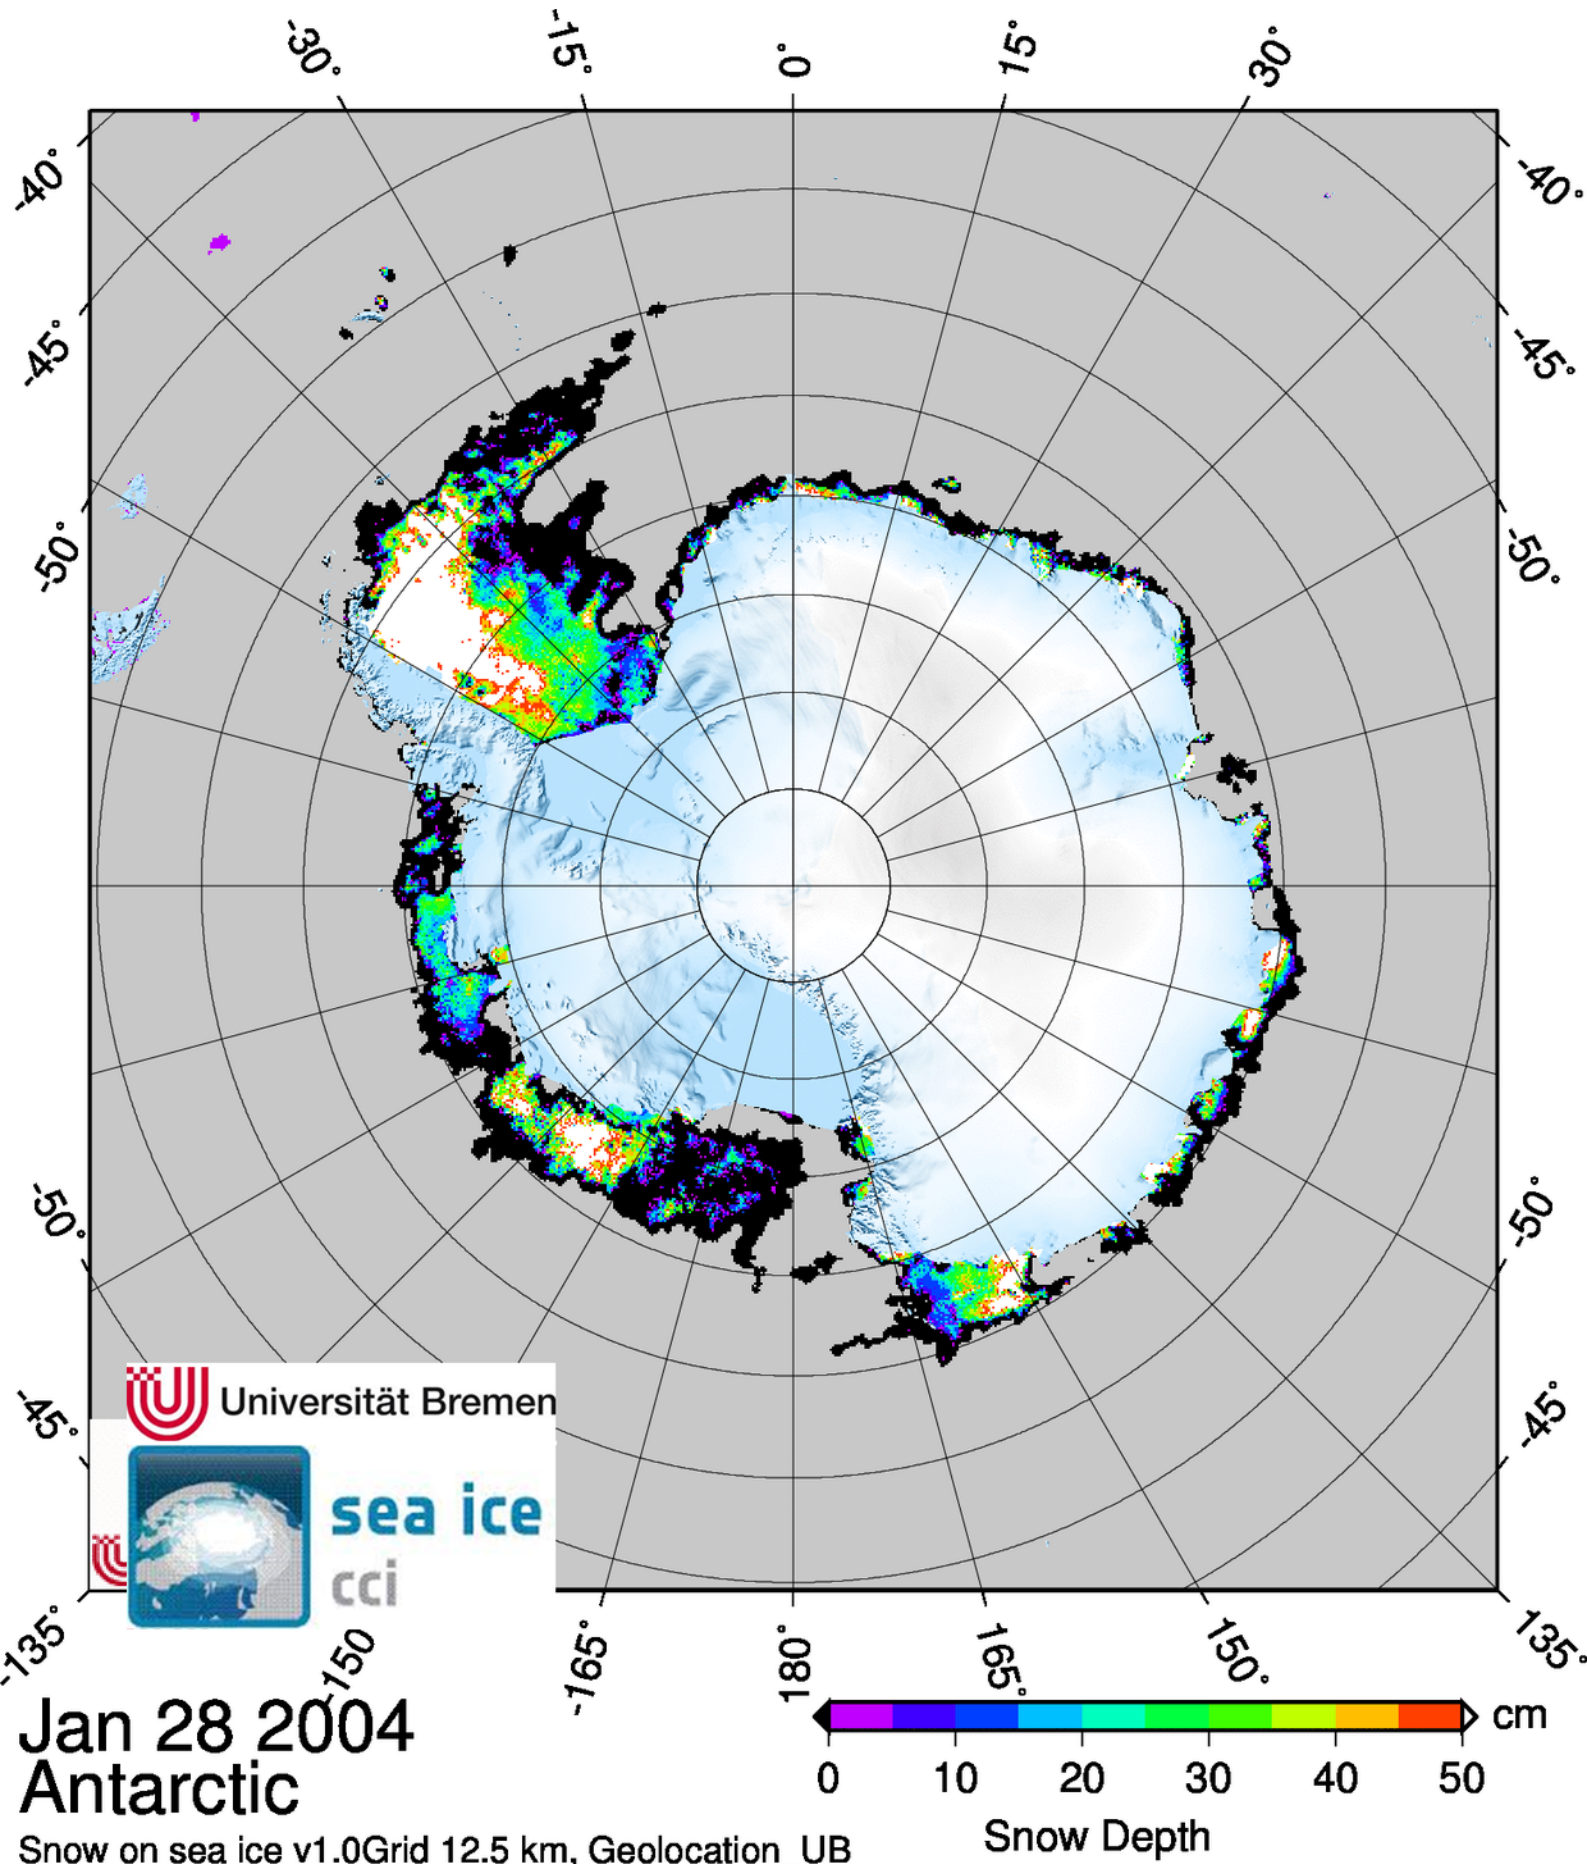 -30°
-15°
0°
15°
30°
-40°
-40°
-45°
-45°
-50°
-50°
-50°
-50°
-45°
-45°
Universität Bremen
sea ice
cci
-135°
-150
-165°
180°
165°
150°
135°
Jan 28 2004
Antarctic
Snow on sea ice v1.0Grid 12.5 km, Geolocation UB
cm
0 10 20 30 40 50
Snow Depth